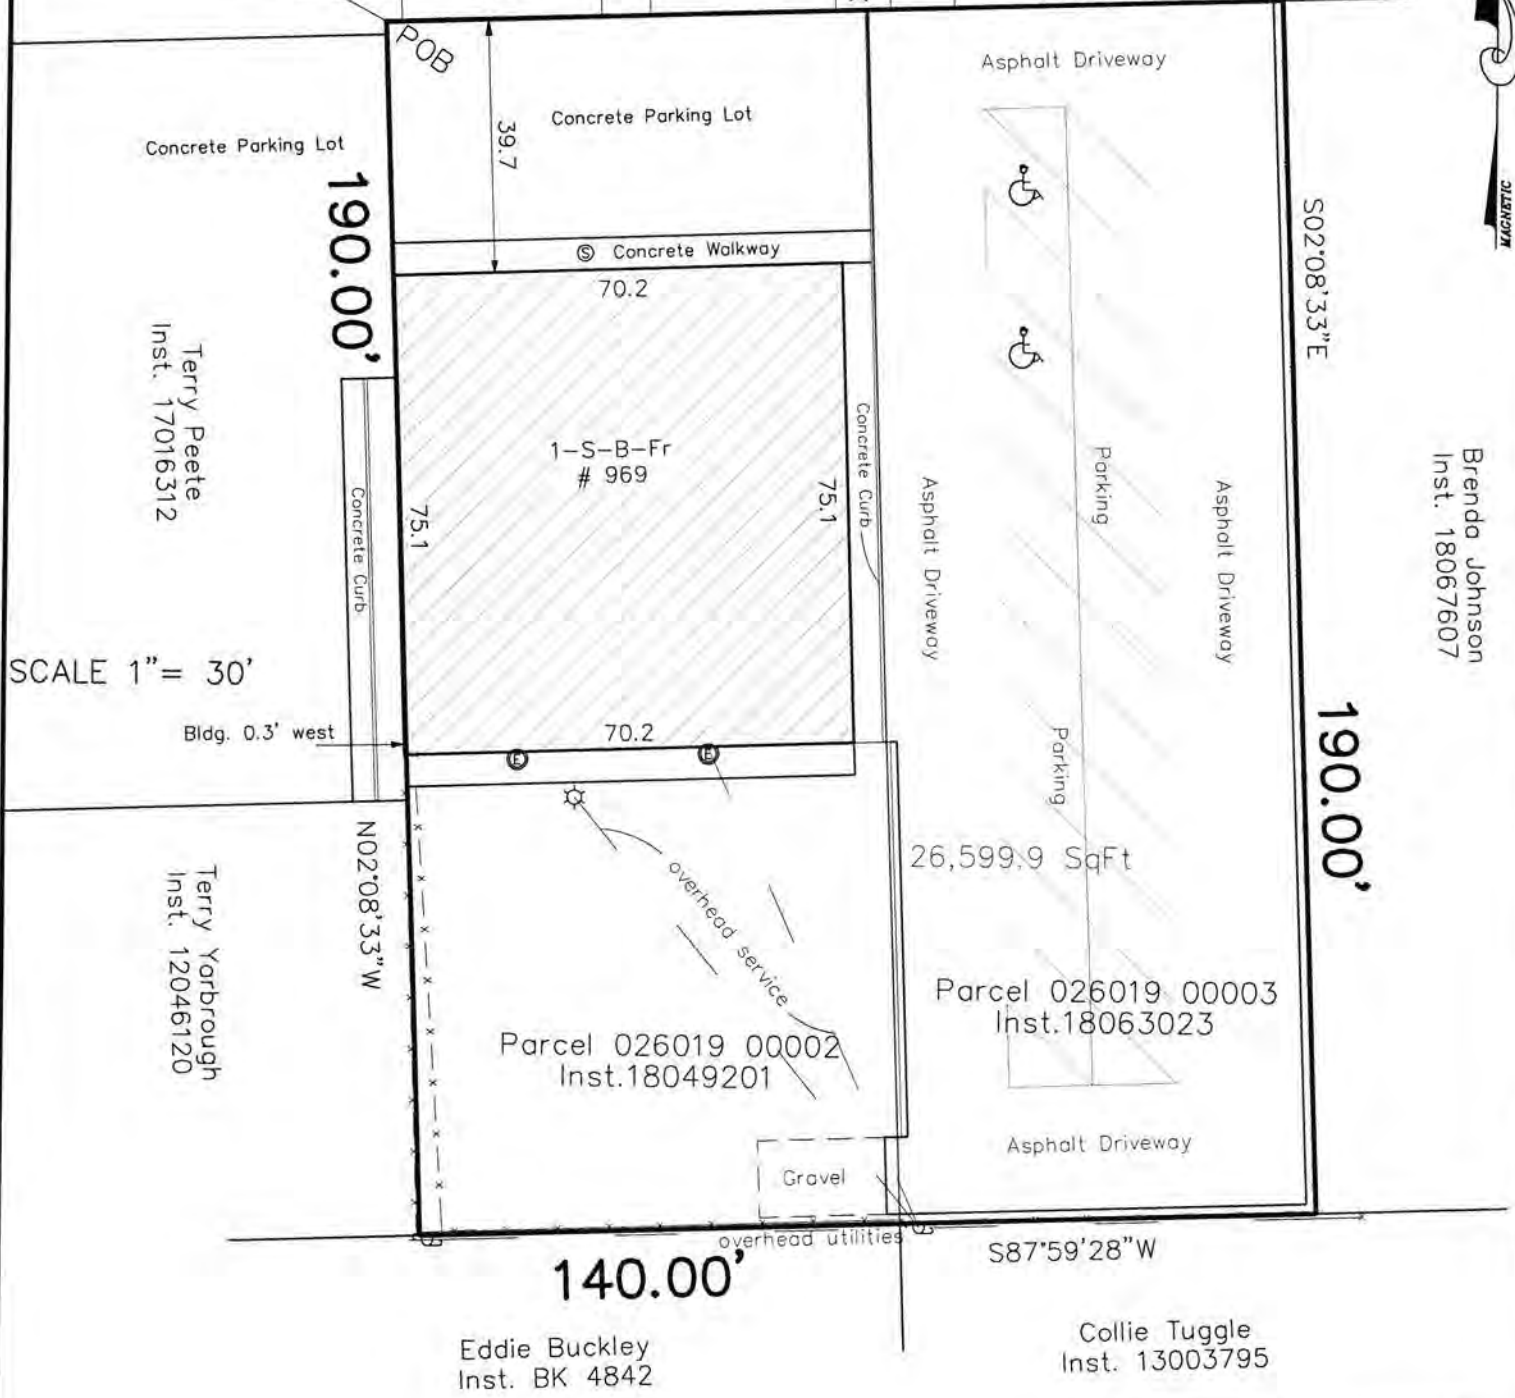 POB
Asphalt Driveway
Concrete Parking Lot
Concrete Parking Lot
39.7
MAGNETIC
190.00'
S02°08'33"E
Ⓢ Concrete Walkway
70.2
Terry Peete
Inst. 17016312
1-S-B-Fr
# 969
75.1
75.1
Concrete Curb
Concrete Curb
Asphalt Driveway
Parking
Asphalt Driveway
Brenda Johnson
Inst. 18067607
SCALE 1"= 30'
Bldg. 0.3' west
70.2
E
E
Parking
190.00'
N02°08'33"W
26,599.9 SqFt
overhead service
Terry Yarbrough
Inst. 12046120
Parcel 026019 00003
Inst.18063023
Parcel 026019 00002
Inst.18049201
Asphalt Driveway
Gravel
overhead utilities
S87°59'28"W
140.00'
Eddie Buckley
Inst. BK 4842
Collie Tuggle
Inst. 13003795